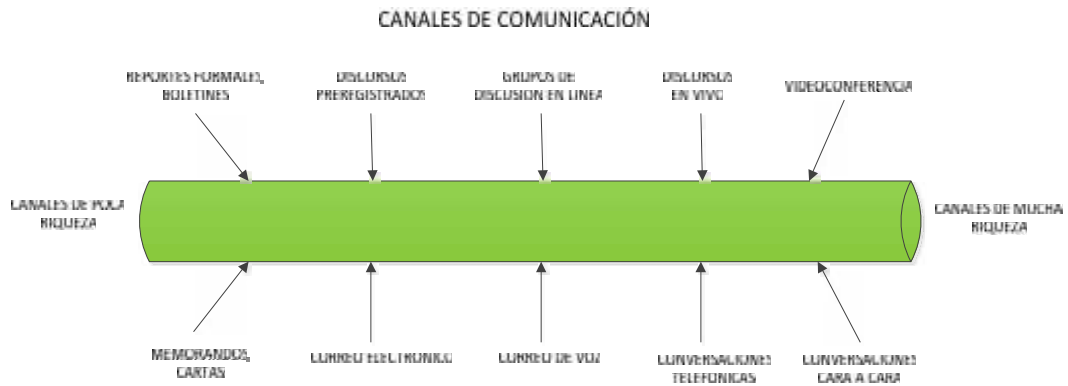 CANALES DE COMUNICACIÓN
REPORTES FORMALES,
BOLETINES
DISCURSOS
PREREGISTRADOS
GRUPOS DE
DISCUSION EN LINEA
DISCURSOS
EN VIVO
VIDEOCONFERENCIA
CANALES DE POCA
RIQUEZA
CANALES DE MUCHA
RIQUEZA
MEMORANDOS,
CARTAS
CORREO ELECTRONICO
CORREO DE VOZ
CONVERSACIONES
TELEFONICAS
CONVERSACIONES
CARA A CARA